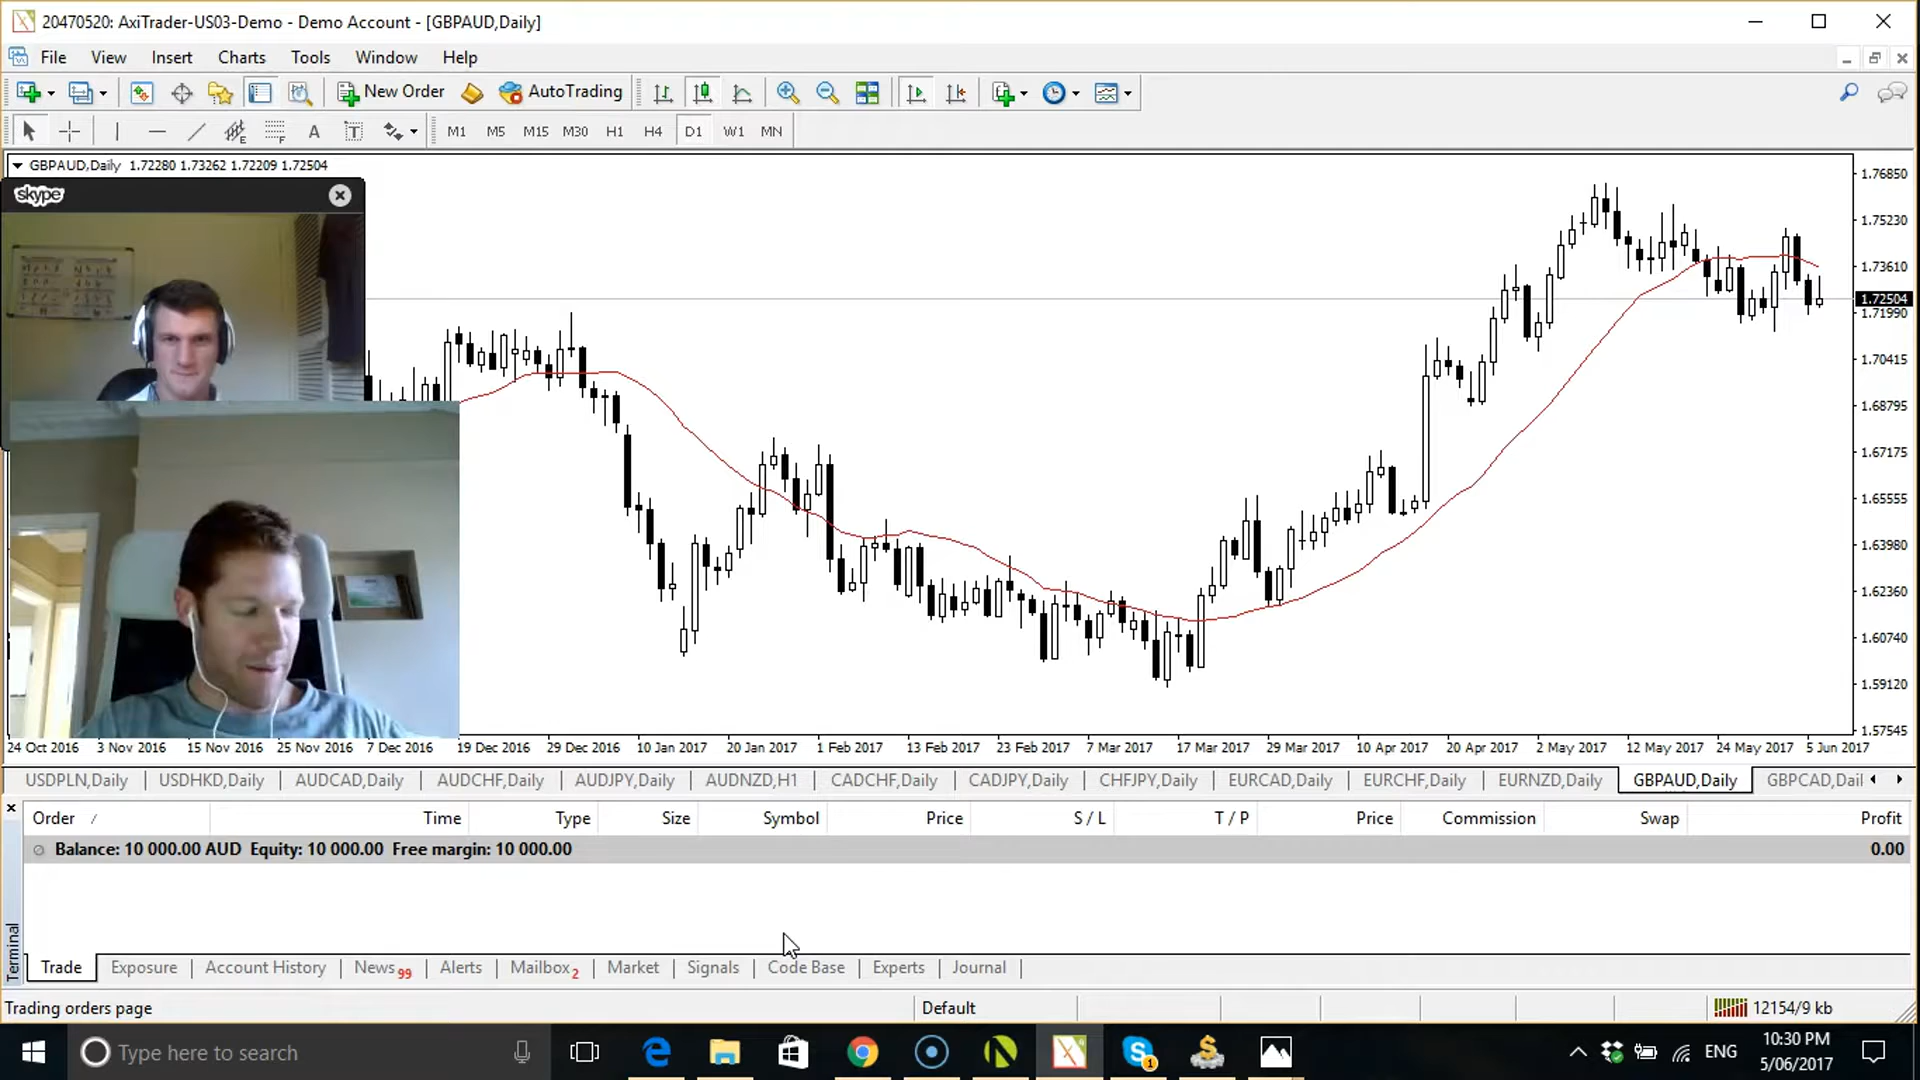 20470520: AxiTrader-US03-Demo - Demo Account - [GBPAUD,Daily]
File View Insert Charts Tools Window Help
New Order AutoTrading
A T M1 M5 M15 M30 H1 H4 D1 W1 MN
GBPAUD,Daily 1.72280 1.73262 1.72209 1.72504
skype
1.76850
1.75230
1.73610
1.72504
1.71990
1.70415
1.68795
1.67175
1.65555
1.63980
1.62360
1.60740
1.59120
1.57545
24 Oct 2016 3 Nov 2016 15 Nov 2016 25 Nov 2016 7 Dec 2016 19 Dec 2016 29 Dec 2016 10 Jan 2017 20 Jan 2017 1 Feb 2017 13 Feb 2017 23 Feb 2017 7 Mar 2017 17 Mar 2017 29 Mar 2017 10 Apr 2017 20 Apr 2017 2 May 2017 12 May 2017 24 May 2017 5 Jun 2017
USDPLN,Daily USDHKD,Daily AUDCAD,Daily AUDCHF,Daily AUDJPY,Daily AUDNZD,H1 CADCHF,Daily CADJPY,Daily CHFJPY,Daily EURCAD,Daily EURCHF,Daily EURNZD,Daily GBPAUD,Daily GBPCAD,Dail
Order / Time Type Size Symbol Price S / L T / P Price Commission Swap Profit
Balance: 10 000.00 AUD Equity: 10 000.00 Free margin: 10 000.00 0.00
Terminal
Trade Exposure Account History News 99 Alerts Mailbox 2 Market Signals Code Base Experts Journal
Trading orders page Default 12154/9 kb
Type here to search 1 ENG 10:30 PM
5/06/2017